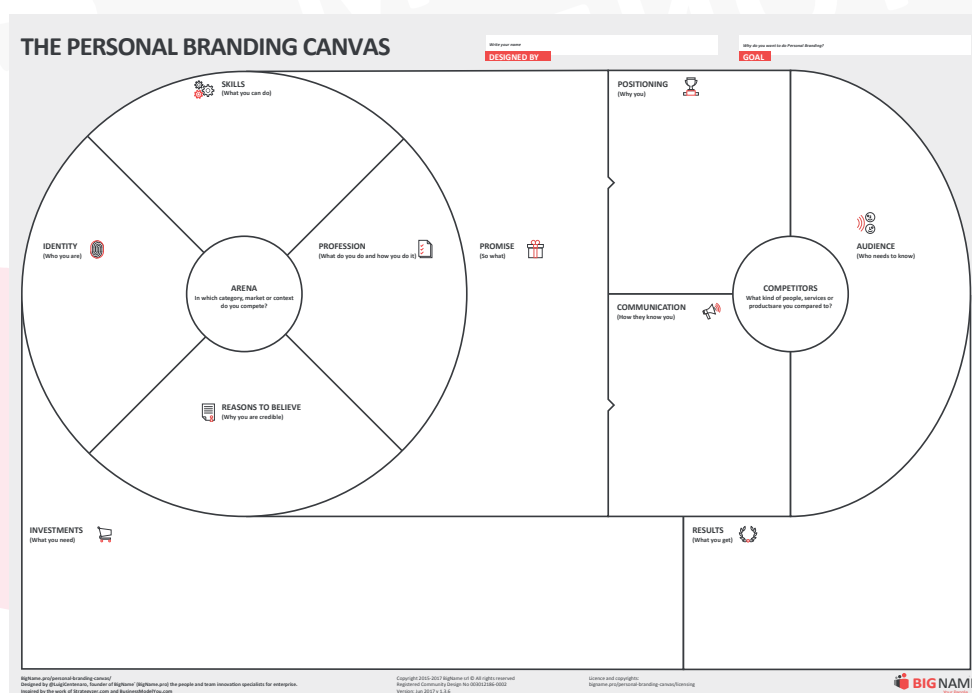 THE PERSONAL BRANDING CANVAS
Write your name
DESIGNED BY
Why do you want to do Personal Branding?
GOAL
SKILLS
(What you can do)
IDENTITY
(Who you are)
PROFESSION
(What do you do and how you do it)
ARENA
In which category, market or context
do you compete?
REASONS TO BELIEVE
(Why you are credible)
PROMISE
(So what)
POSITIONING
(Why you)
COMMUNICATION
(How they know you)
COMPETITORS
What kind of people, services or
productsare you compared to?
AUDIENCE
(Who needs to know)
INVESTMENTS
(What you need)
RESULTS
(What you get)
BigName.pro/personal-branding-canvas/
Designed by @LuigiCentenaro, founder of BigName' (BigName.pro) the people and team innovation specialists for enterprise.
Inspired by the work of Strategyzer.com and BusinessModelYou.com
Copyright 2015-2017 BigName srl © All rights reserved
Registered Community Design No 003012186-0002
Version: Jun 2017 v 1.3.6
Licence and copyrights:
bigname.pro/personal-branding-canvas/licensing
BIGNAME